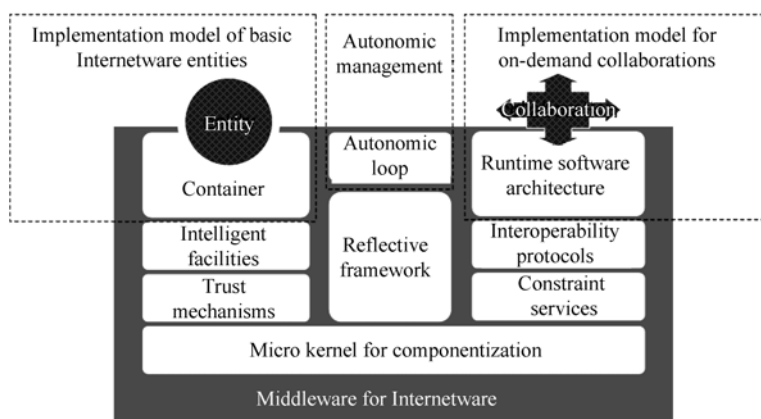 Implementation model of basic
Internetware entities
Autonomic
management
Implementation model for
on-demand collaborations
Entity
Collaboration
Container
Autonomic
loop
Runtime software
architecture
Intelligent
facilities
Reflective
framework
Interoperability
protocols
Trust
mechanisms
Constraint
services
Micro kernel for componentization
Middleware for Internetware